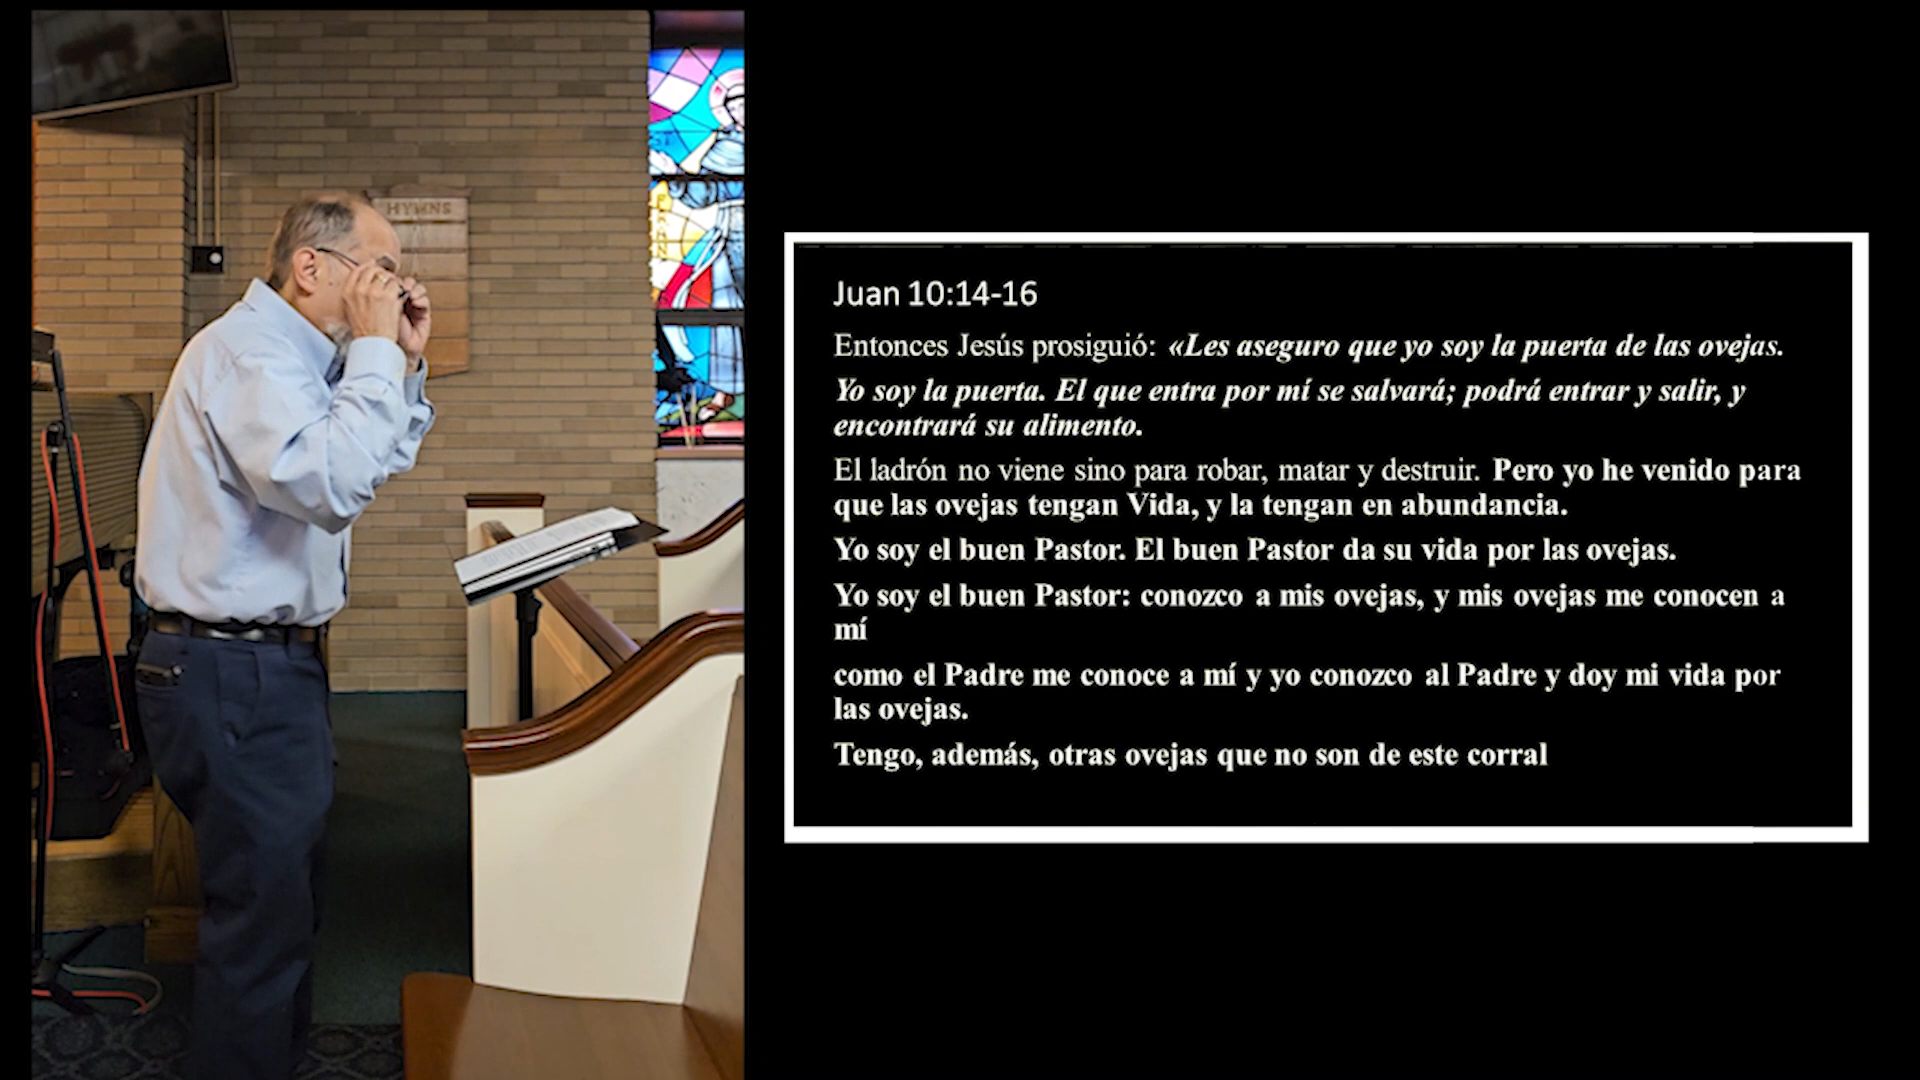 HYMNS
Juan 10:14-16
Entonces Jesús prosiguió: «Les aseguro que yo soy la puerta de las ovejas.
Yo soy la puerta. El que entra por mí se salvará; podrá entrar y salir, y
encontrará su alimento.
El ladrón no viene sino para robar, matar y destruir. Pero yo he venido para
que las ovejas tengan Vida, y la tengan en abundancia.
Yo soy el buen Pastor. El buen Pastor da su vida por las ovejas.
Yo soy el buen Pastor: conozco a mis ovejas, y mis ovejas me conocen a
mí
como el Padre me conoce a mí y yo conozco al Padre y doy mi vida por
las ovejas.
Tengo, además, otras ovejas que no son de este corral